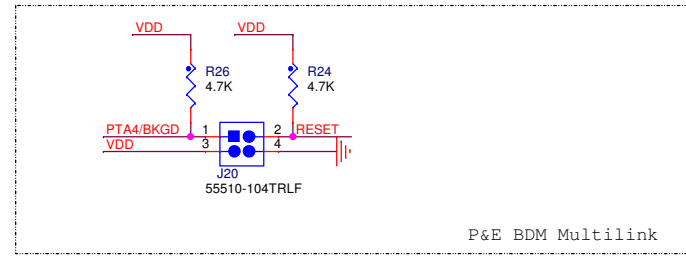 VDD VDD
R26 R24
4.7K 4.7K
PTA4/BKGD 1 2 RESET
VDD 3 4
J20
55510-104TRLF
P&E BDM Multilink